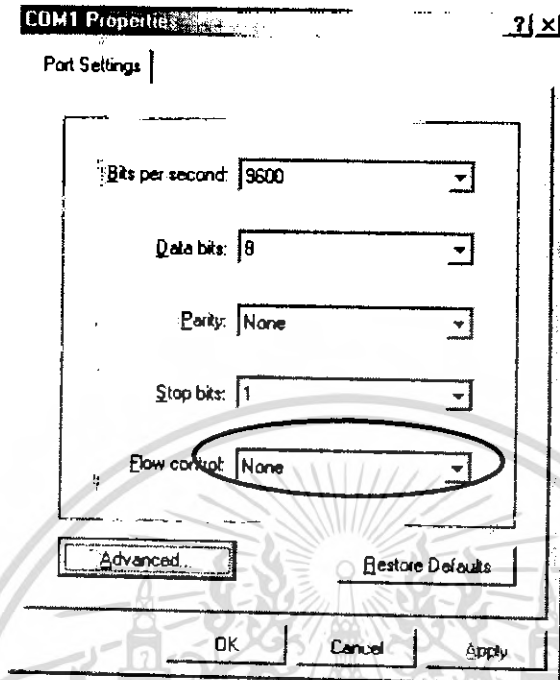 COM1 Properties
Port Settings
Bits per second: 9600
Data bits: 8
Parity: None
Stop bits: 1
Flow control: None
Advanced...
Restore Defaults
OK
Cancel
Apply